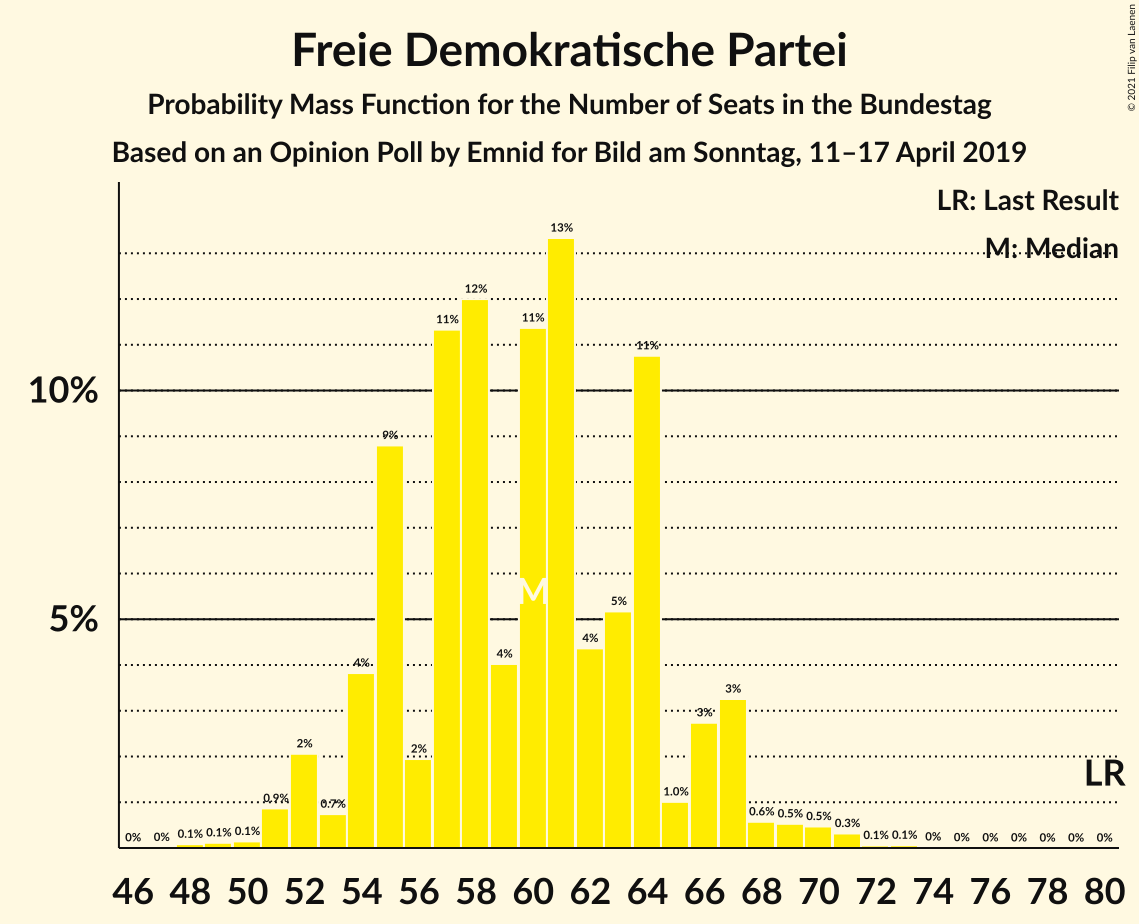 Freie Demokratische Partei
Probability Mass Function for the Number of Seats in the Bundestag
Based on an Opinion Poll by Emnid for Bild am Sonntag, 11–17 April 2019
© 2021 Filip van Laenen
LR: Last Result
M: Median
10%
5%
0% 0% 0.1% 0.1% 0.1% 0.9% 2% 0.7% 4% 9% 2% 11% 12% 4% 11% 13% 4% 5% 11% 1.0% 3% 3% 0.6% 0.5% 0.5% 0.3% 0.1% 0.1% 0% 0% 0% 0% 0% 0% 0%
M
LR
46 48 50 52 54 56 58 60 62 64 66 68 70 72 74 76 78 80